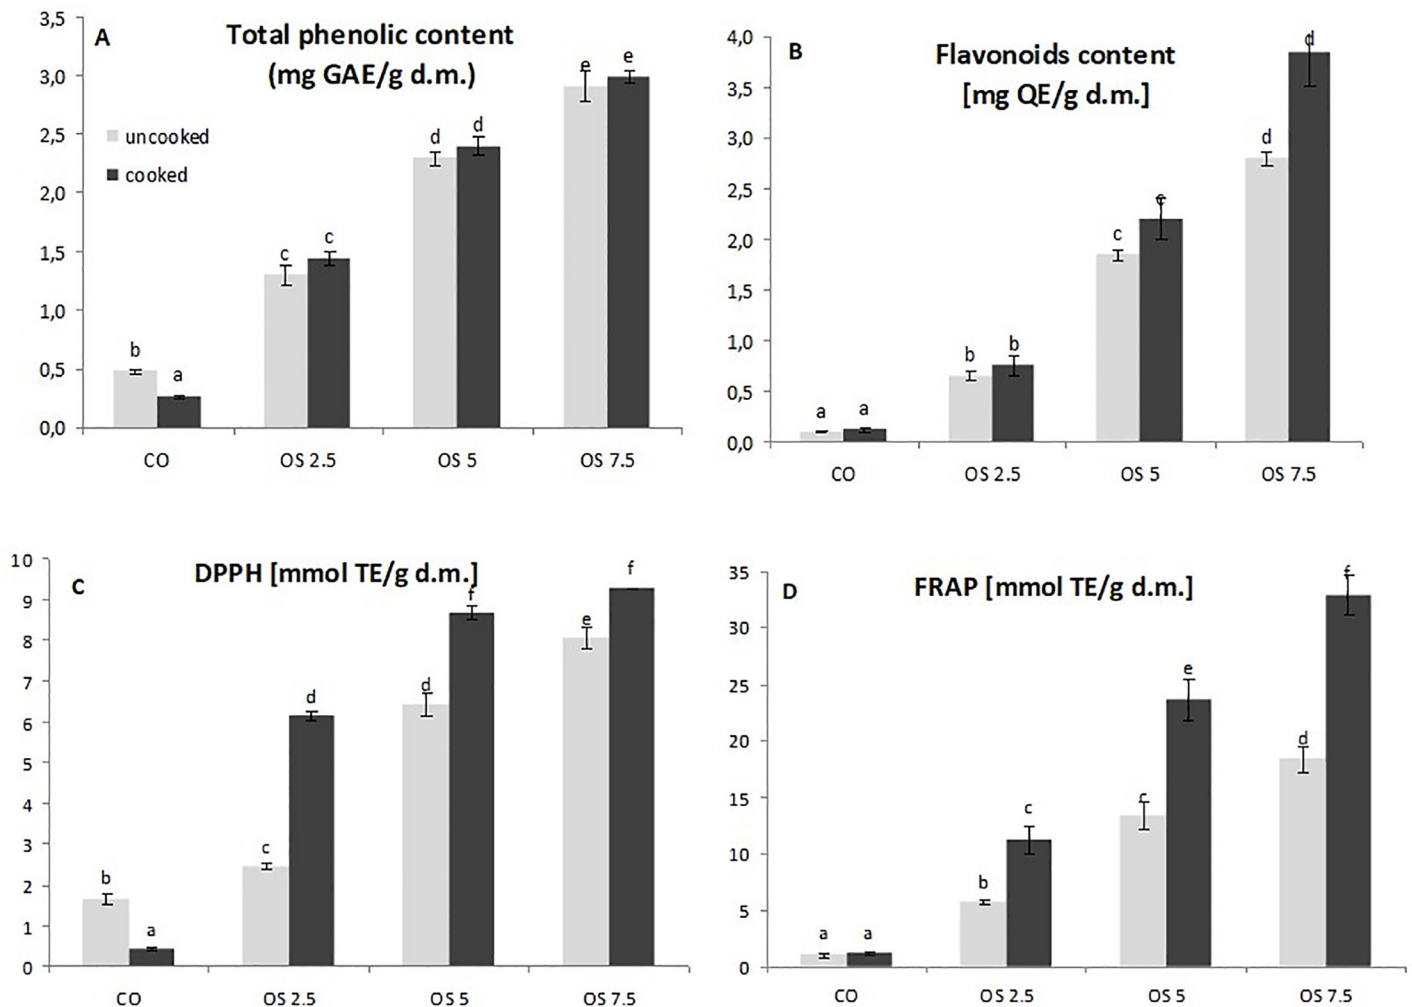 A
Total phenolic content
(mg GAE/g d.m.)
3,5
3,0
2,5
2,0
1,5
1,0
0,5
0,0
uncooked
cooked
b
a
c
c
d
d
e
e
CO
OS 2.5
OS 5
OS 7.5
B
Flavonoids content
[mg QE/g d.m.]
4,0
3,5
3,0
2,5
2,0
1,5
1,0
0,5
0,0
a
a
b
b
c
c
d
d
CO
OS 2.5
OS 5
OS 7.5
C
DPPH [mmol TE/g d.m.]
10
9
8
7
6
5
4
3
2
1
0
b
a
c
d
d
f
e
f
CO
OS 2.5
OS 5
OS 7.5
D
FRAP [mmol TE/g d.m.]
35
30
25
20
15
10
5
0
a
a
b
c
c
e
d
f
CO
OS 2.5
OS 5
OS 7.5